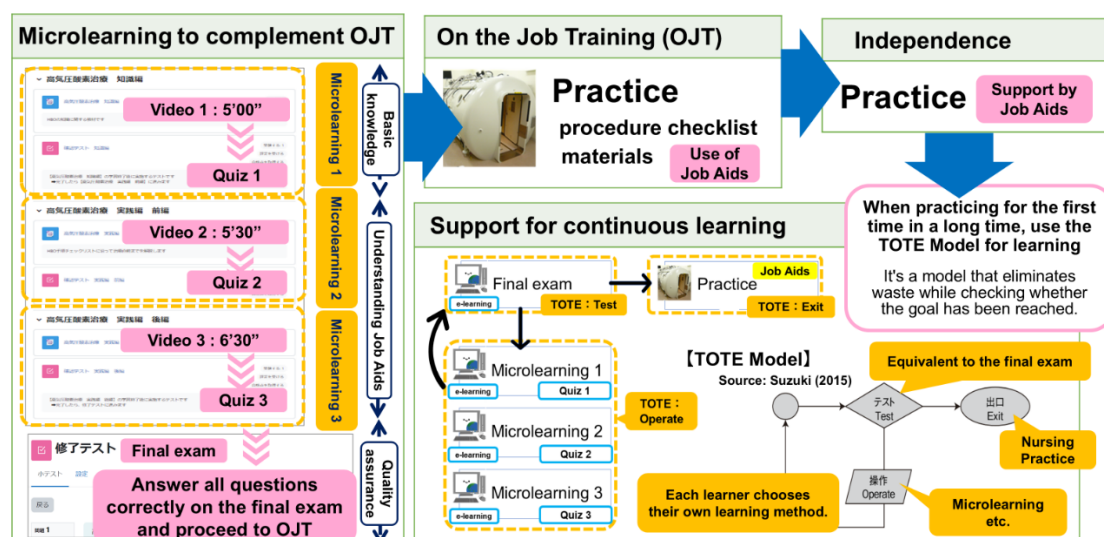 Microlearning to complement OJT
高気圧酸素治療 知識編
Video 1 : 5'00”
Quiz 1
高気圧酸素治療 実践編 前編
Video 2 : 5'30”
Quiz 2
高気圧酸素治療 実践編 後編
Video 3 : 6'30”
Quiz 3
修了テスト
Final exam
戻る
Answer all questions
correctly on the final exam
and proceed to OJT
Microlearning 1
Microlearning 2
Microlearning 3
Basic
knowledge
Understanding Job Aids
Quality
assurance
On the Job Training (OJT)
Practice
procedure checklist
materials
Use of
Job Aids
Independence
Practice
Support by
Job Aids
When practicing for the first
time in a long time, use the
TOTE Model for learning
It's a model that eliminates
waste while checking whether
the goal has been reached.
Support for continuous learning
Final exam
e-learning
TOTE：Test
Job Aids
Practice
TOTE：Exit
Microlearning 1
e-learning
Quiz 1
Microlearning 2
e-learning
Quiz 2
Microlearning 3
e-learning
Quiz 3
TOTE：
Operate
【TOTE Model】
Source: Suzuki (2015)
Equivalent to the final exam
テスト
Test
出口
Exit
Nursing
Practice
操作
Operate
Microlearning
etc.
Each learner chooses
their own learning method.